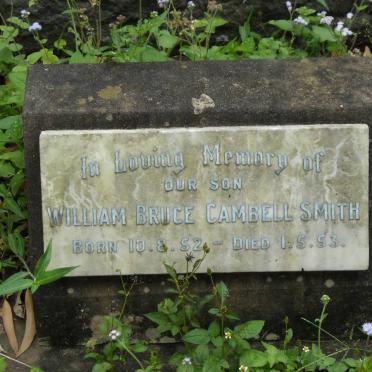 In Loving Memory of
OUR SON
WILLIAM BRUCE CAMBELL SMITH
BORN 10.8.52 - DIED 1.5.53.